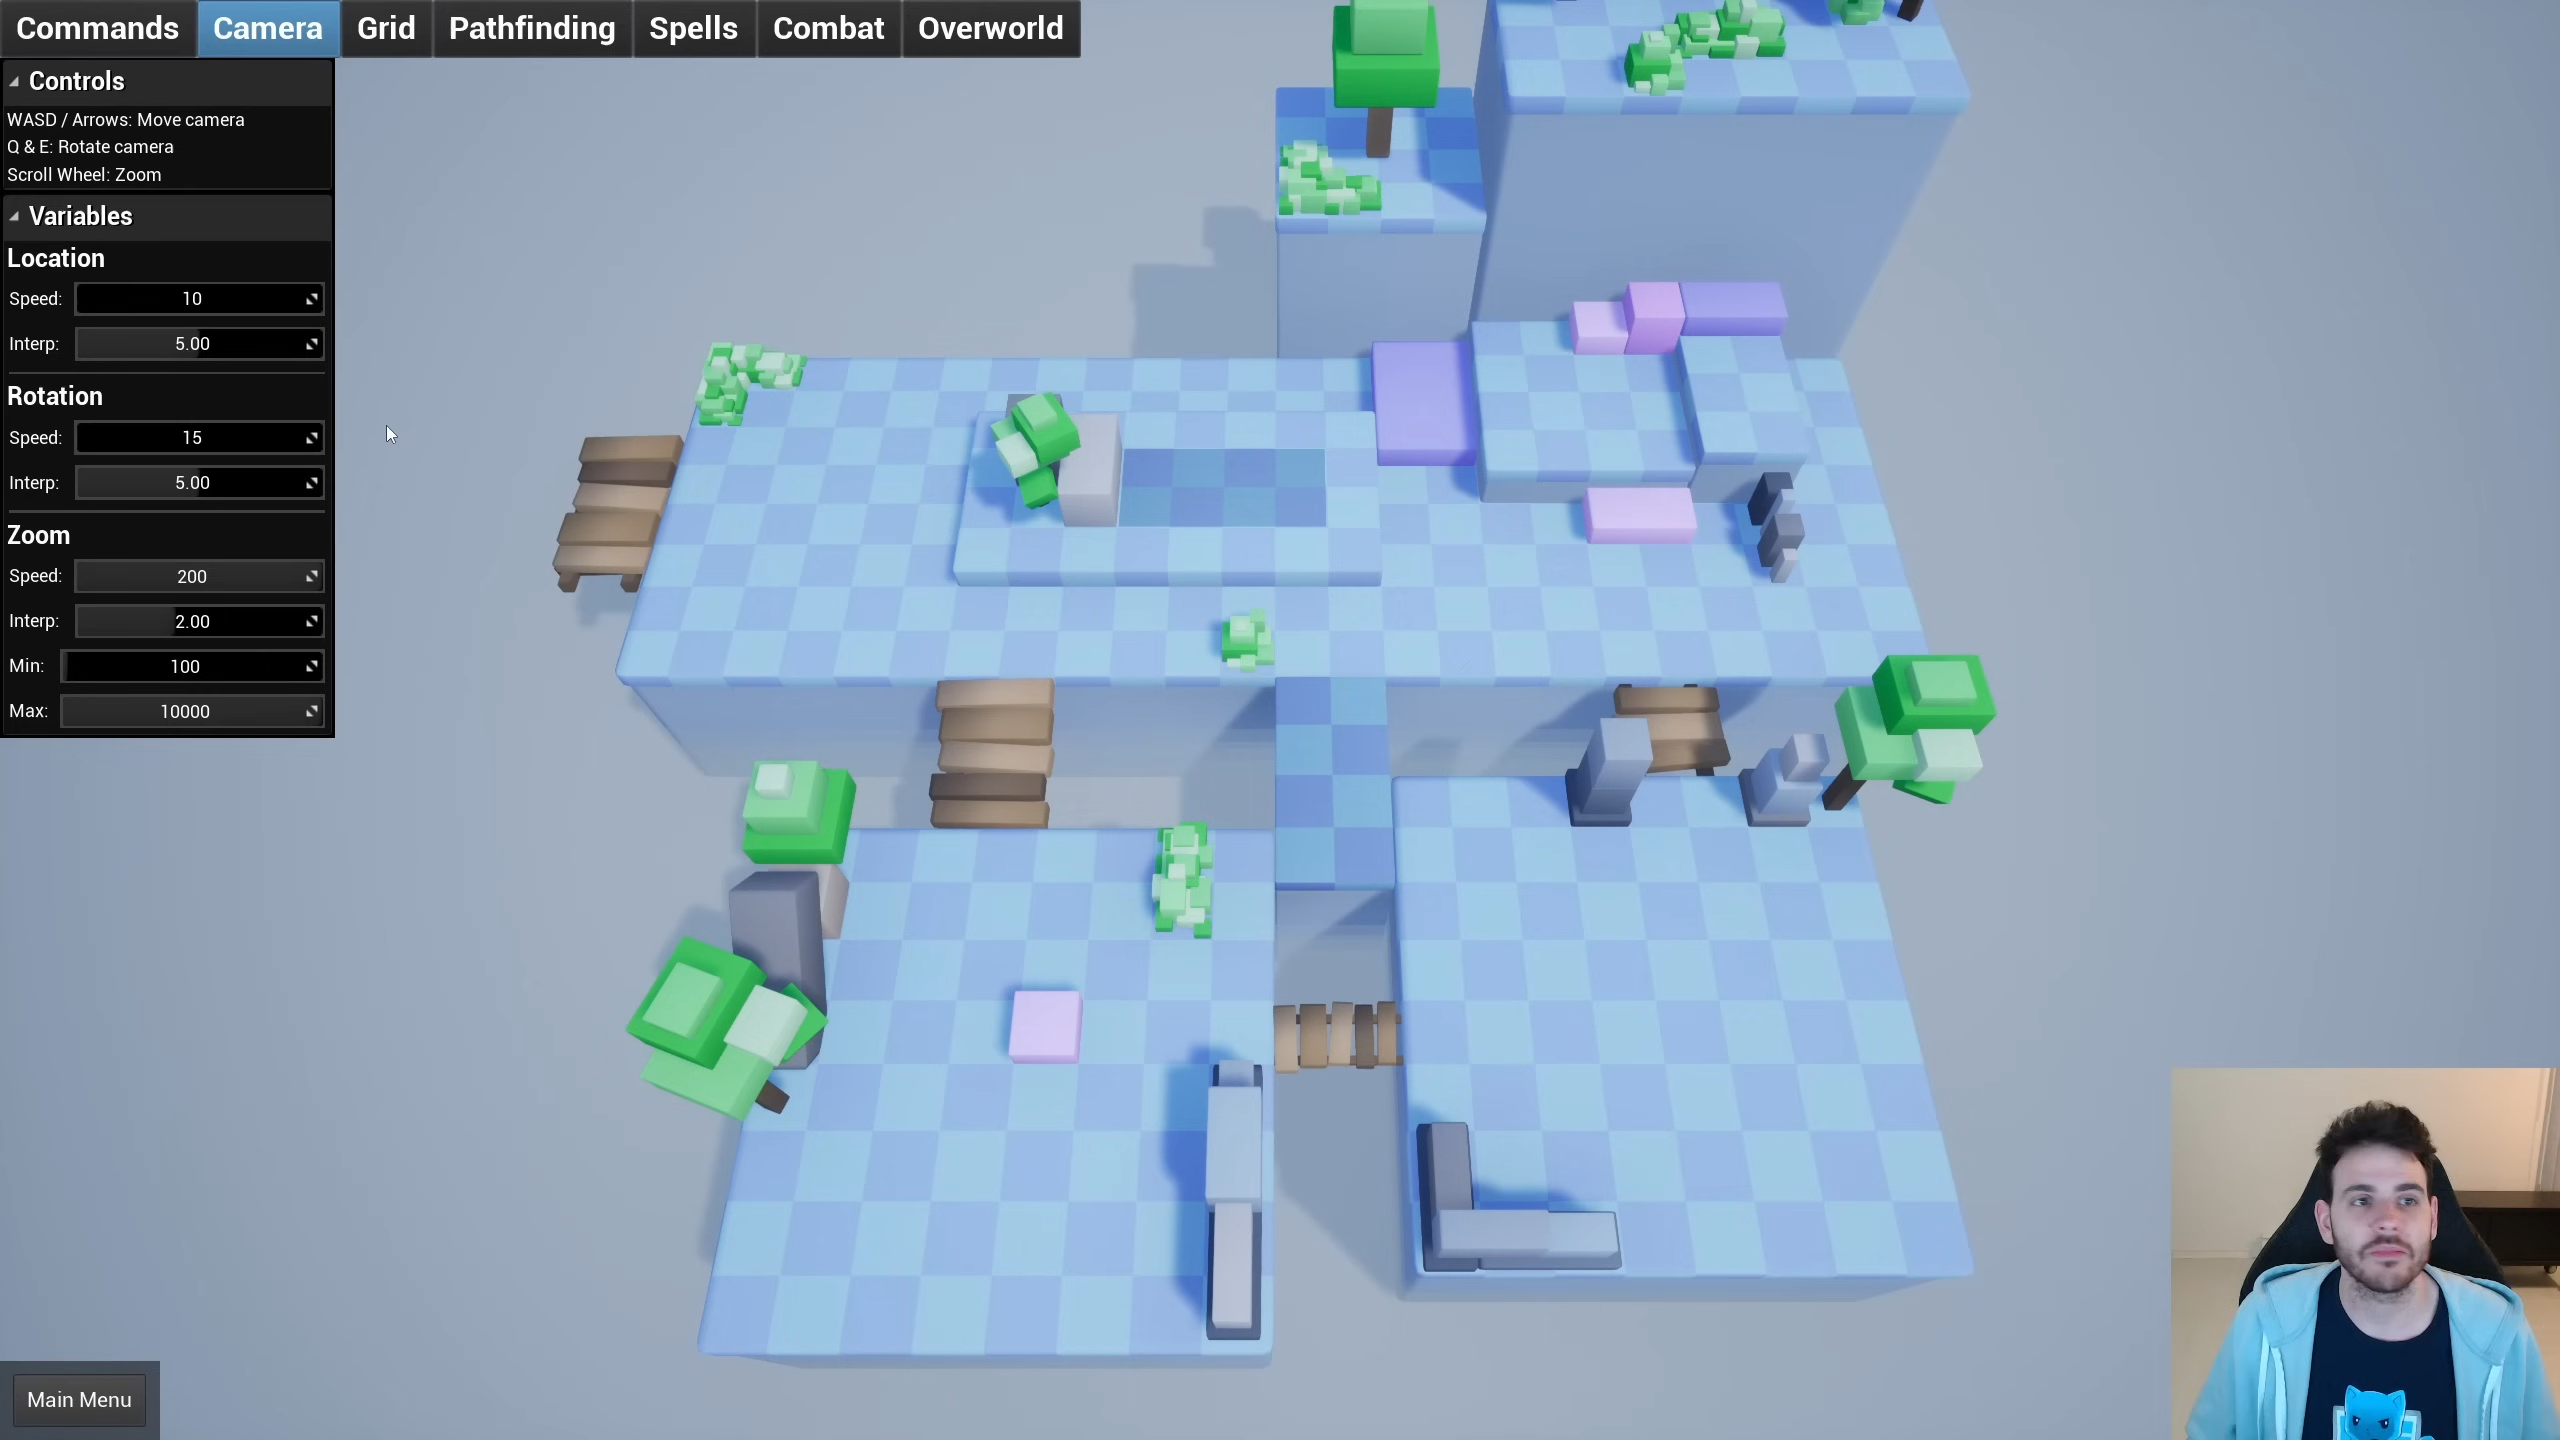 Commands Camera Grid Pathfinding Spells Combat Overworld
Controls
WASD / Arrows: Move camera
Q & E: Rotate camera
Scroll Wheel: Zoom
Variables
Location
Speed: 10
Interp: 5.00
Rotation
Speed: 15
Interp: 5.00
Zoom
Speed: 200
Interp: 2.00
Min: 100
Max: 10000
Main Menu